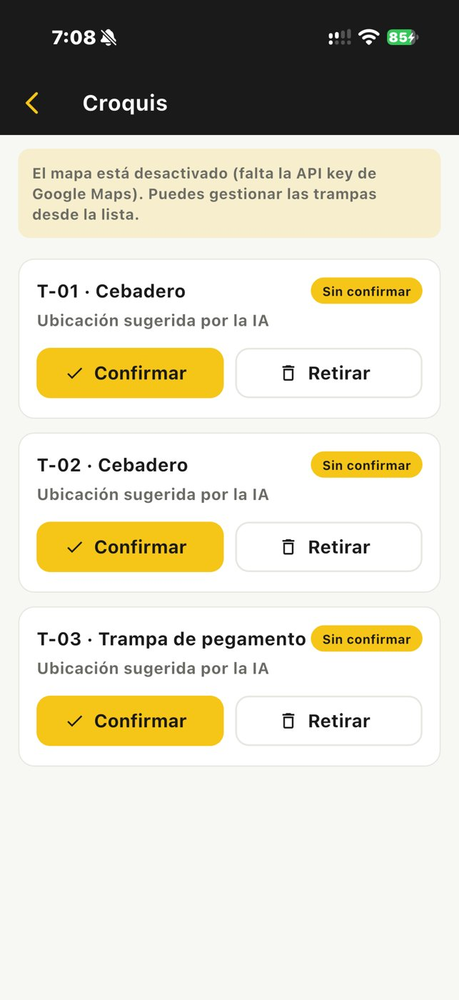 7:08
85
Croquis
El mapa está desactivado (falta la API key de
Google Maps). Puedes gestionar las trampas
desde la lista.
T-01 · Cebadero
Sin confirmar
Ubicación sugerida por la IA
Confirmar
Retirar
T-02 · Cebadero
Sin confirmar
Ubicación sugerida por la IA
Confirmar
Retirar
T-03 · Trampa de pegamento
Sin confirmar
Ubicación sugerida por la IA
Confirmar
Retirar